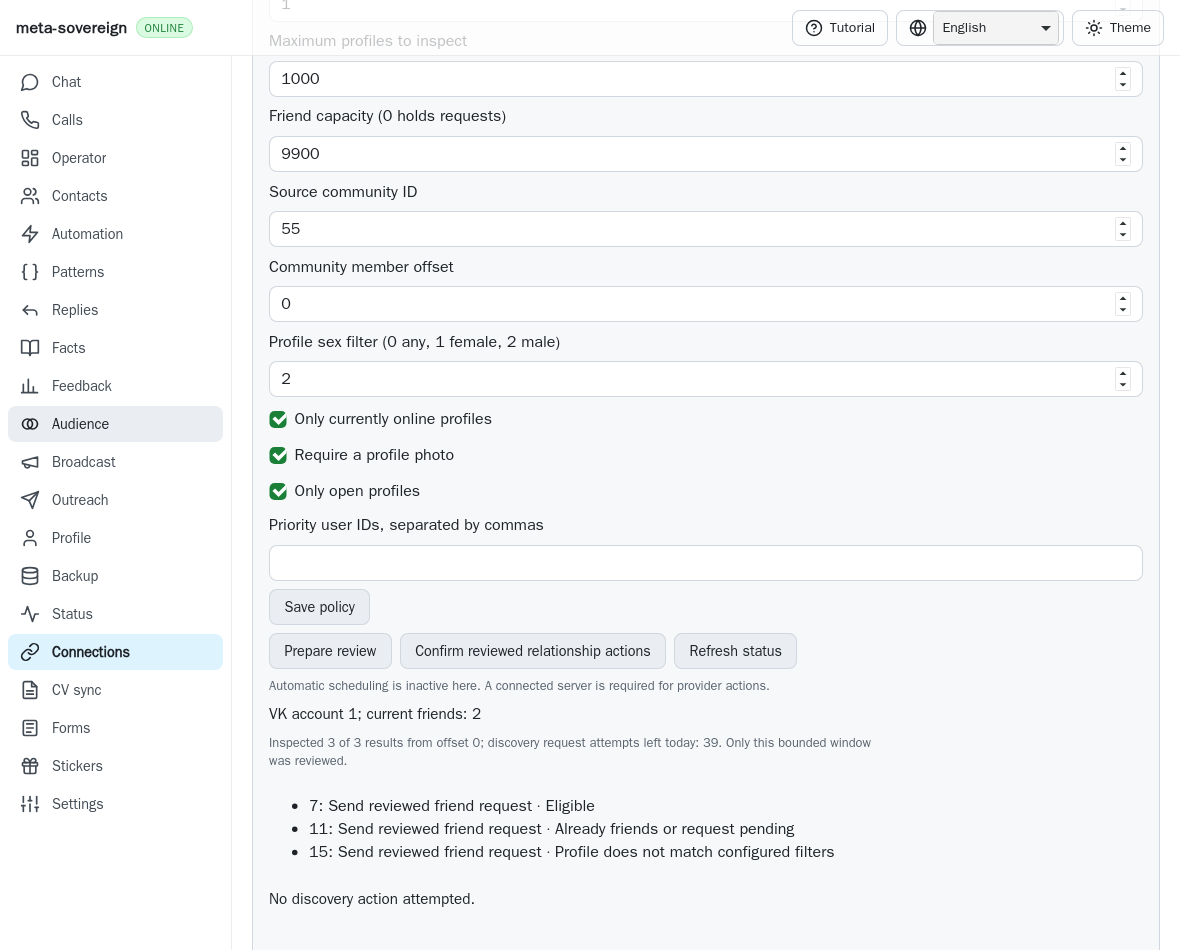 meta-sovereign
ONLINE
1
Tutorial
English
Theme
Chat
Calls
Operator
Contacts
Automation
Patterns
Replies
Facts
Feedback
Audience
Broadcast
Outreach
Profile
Backup
Status
Connections
CV sync
Forms
Stickers
Settings
Maximum profiles to inspect
1000
Friend capacity (0 holds requests)
9900
Source community ID
55
Community member offset
0
Profile sex filter (0 any, 1 female, 2 male)
2
Only currently online profiles
Require a profile photo
Only open profiles
Priority user IDs, separated by commas
Save policy
Prepare review
Confirm reviewed relationship actions
Refresh status
Automatic scheduling is inactive here. A connected server is required for provider actions.
VK account 1; current friends: 2
Inspected 3 of 3 results from offset 0; discovery request attempts left today: 39. Only this bounded window
was reviewed.
• 7: Send reviewed friend request · Eligible
• 11: Send reviewed friend request · Already friends or request pending
• 15: Send reviewed friend request · Profile does not match configured filters
No discovery action attempted.